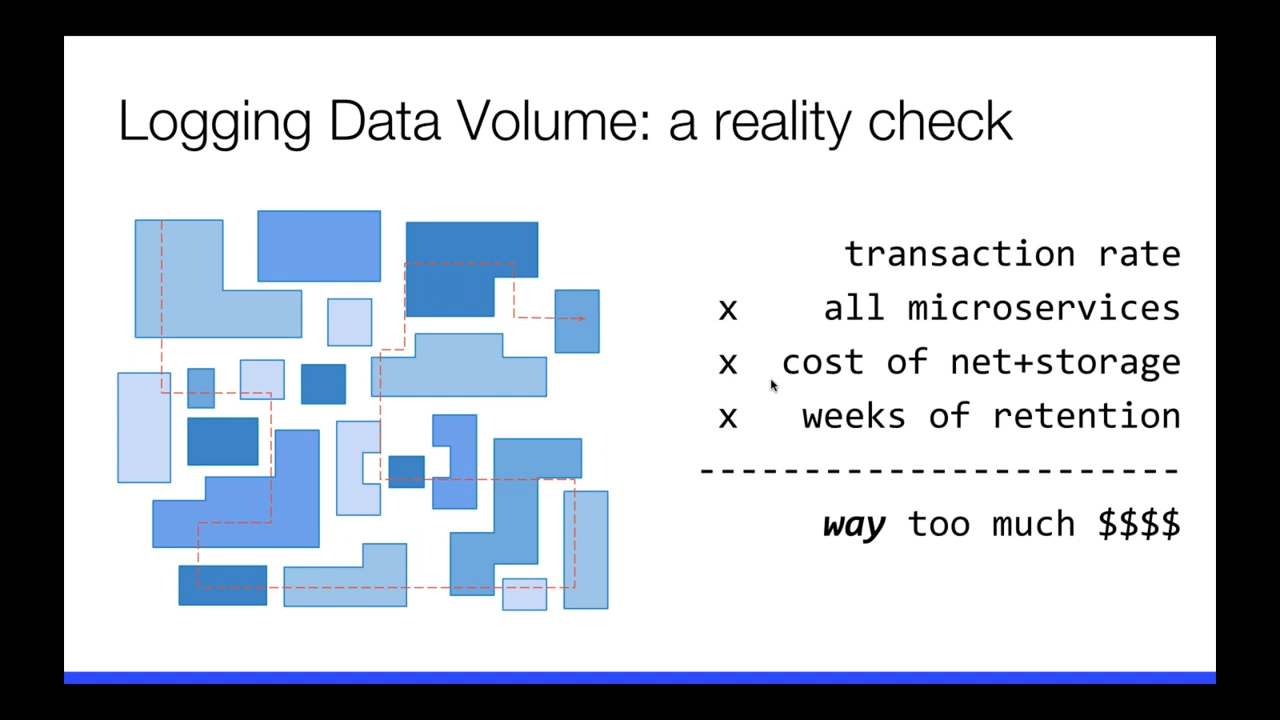 Logging Data Volume: a reality check
transaction rate
x all microservices
x cost of net+storage
x weeks of retention
-----------------------
way too much $$$$